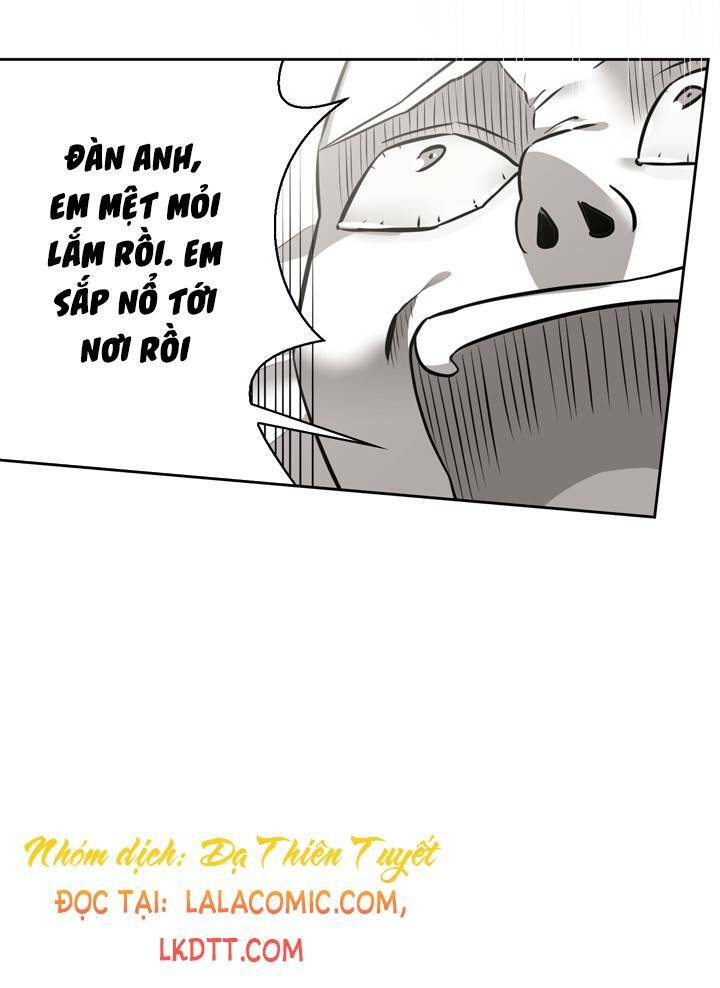 ĐÀN ANH,
EM MỆT MỎI
LẮM RỒI. EM
SẮP NỔ TỚI
NƠI RỒI
Nhóm dịch: Dạ Thiên Tuyết
ĐỌC TẠI: LALACOMIC.COM,
LKDTT.COM